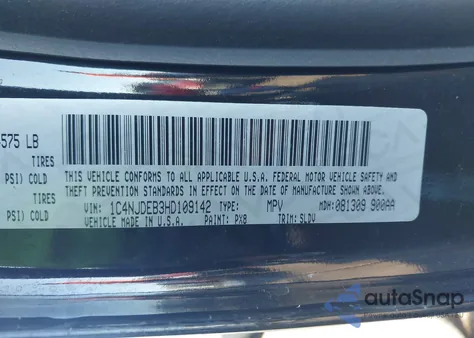 575 LB
TIRES
PSI) COLD
TIRES
PSI) COLD
THIS VEHICLE CONFORMS TO ALL APPLICABLE U.S.A. FEDERAL MOTOR VEHICLE SAFETY AND
THEFT PREVENTION STANDARDS IN EFFECT ON THE DATE OF MANUFACTURE SHOWN ABOVE.
VIN: 1C4NJDEB3HD109142 TYPE: MPV MDH: 081309 900AA
VEHICLE MADE IN U.S.A. PAINT: PX8 TRIM: SLDV
autoSnap